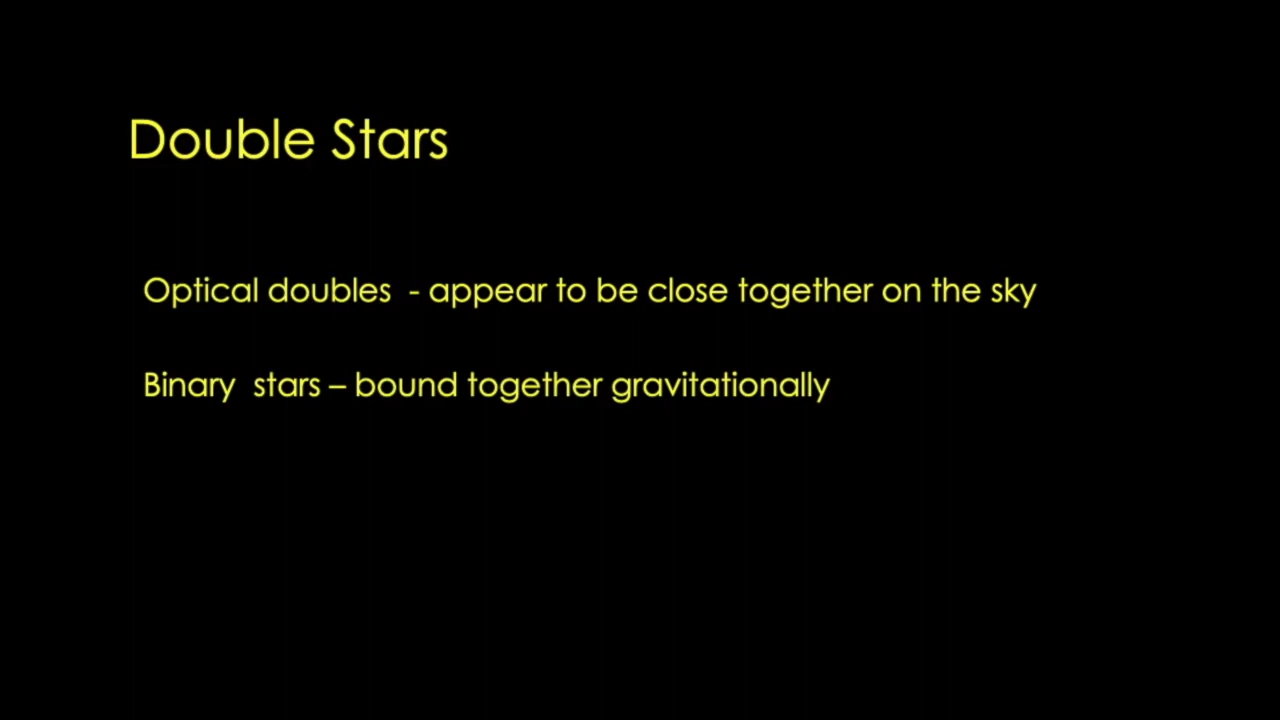 Double Stars
Optical doubles  - appear to be close together on the sky
Binary  stars – bound together gravitationally